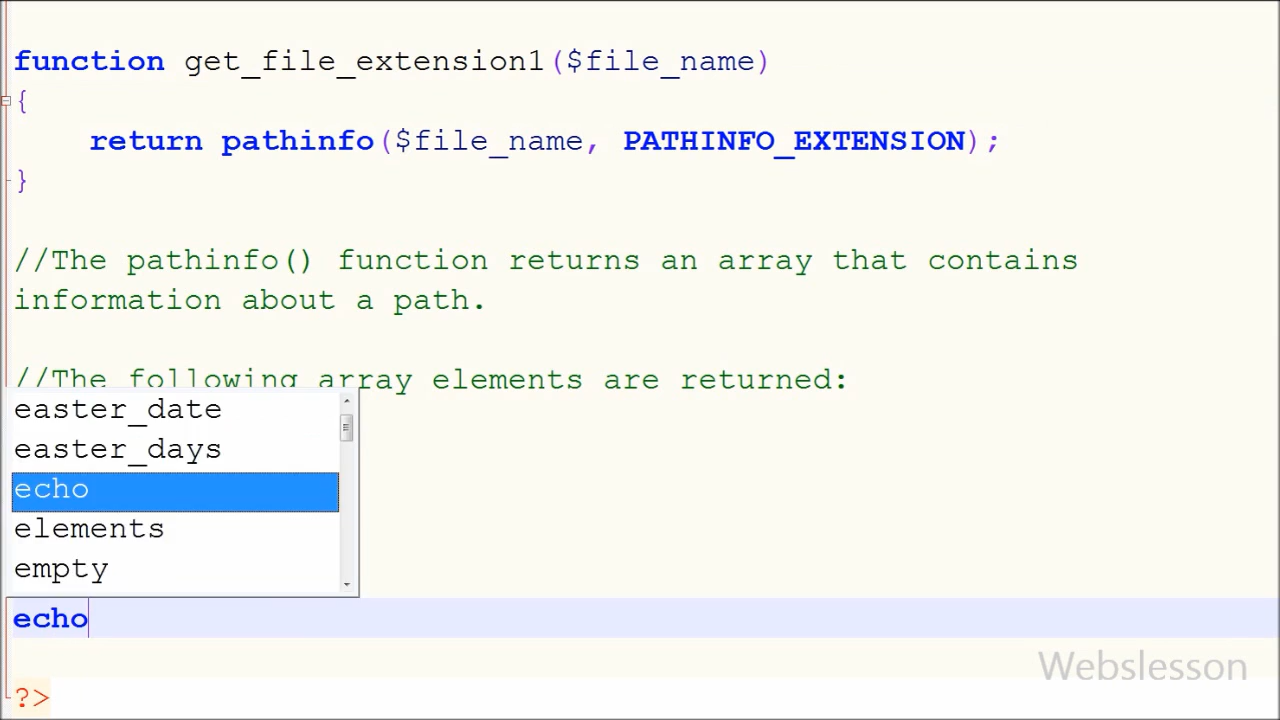 function get_file_extension1($file_name)
{
return pathinfo($file_name, PATHINFO_EXTENSION);
}
//The pathinfo() function returns an array that contains
information about a path.
//The following array elements are returned:
easter_date
easter_days
echo
elements
empty
echo
Webslesson
?>